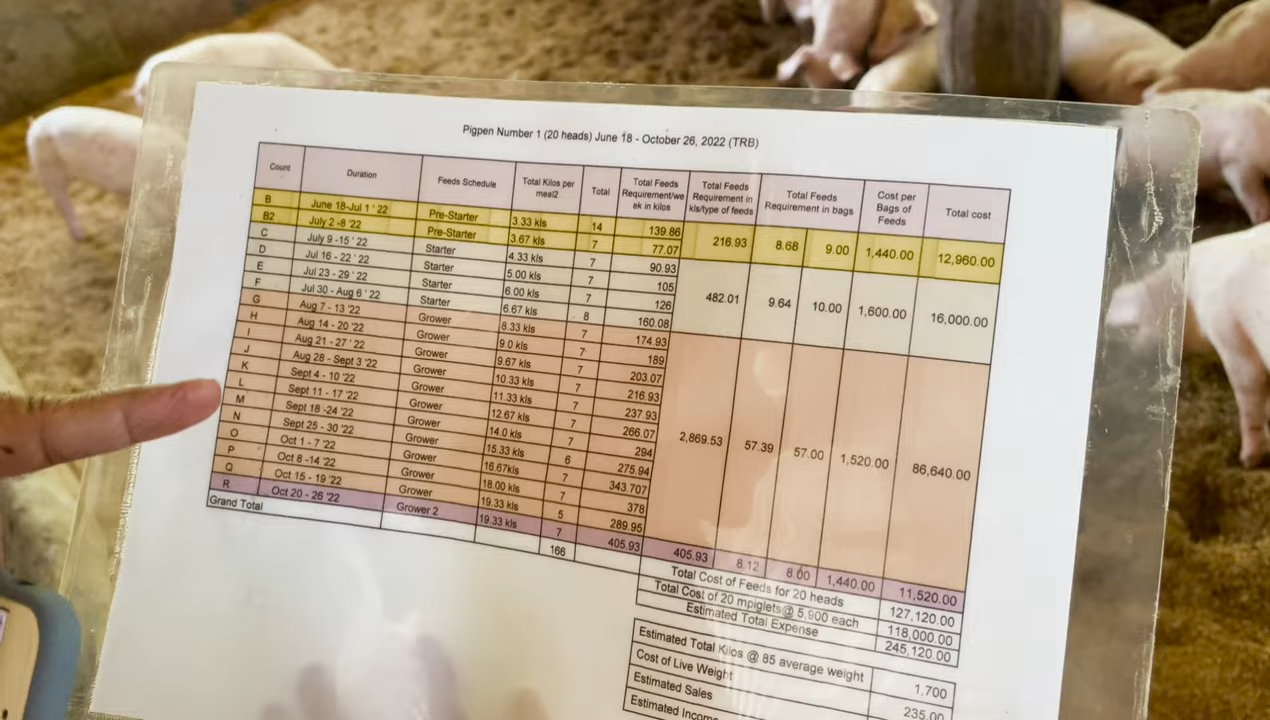 Pigpen Number 1 (20 heads) June 18 - October 26, 2022 (TRB)
Count Duration Feeds Schedule Total Kilos per meal2 Total Total Feeds Requirement/week in kilos Total Feeds Requirement in kls/type of feeds Total Feeds Requirement in bags Cost per Bags of Feeds Total cost
B June 18-Jul 1 ' 22 Pre-Starter 3.33 kls 14 139.86 216.93 8.68 9.00 1,440.00 12,960.00
B2 July 2 -8 '22 Pre-Starter 3.67 kls 7 77.07
C July 9 -15 '22 Starter 4.33 kls 7 90.93 482.01 9.64 10.00 1,600.00 16,000.00
D Jul 16 - 22 ' 22 Starter 5.00 kls 7 105
E Jul 23 - 29 ' 22 Starter 6.00 kls 7 126
F Jul 30 - Aug 6 ' 22 Starter 6.67 kls 8 160.08
G Aug 7 - 13 '22 Grower 8.33 kls 7 174.93 2,869.53 57.39 57.00 1,520.00 86,640.00
H Aug 14 - 20 '22 Grower 9.0 kls 7 189
I Aug 21 - 27 ' 22 Grower 9.67 kls 7 203.07
J Aug 28 - Sept 3 '22 Grower 10.33 kls 7 216.93
K Sept 4 - 10 '22 Grower 11.33 kls 7 237.93
L Sept 11 - 17 '22 Grower 12.67 kls 7 266.07
M Sept 18 -24 '22 Grower 14.0 kls 7 294
N Sept 25 - 30 '22 Grower 15.33 kls 6 275.94
O Oct 1 - 7 '22 Grower 16.67kls 7 343.707
P Oct 8 -14 '22 Grower 18.00 kls 7 378
Q Oct 15 - 19 '22 Grower 19.33 kls 5 289.95
R Oct 20 - 26 '22 Grower 2 19.33 kls 7 405.93 405.93 8.12 8.00 1,440.00 11,520.00
Grand Total 166
Total Cost of Feeds for 20 heads 127,120.00
Total Cost of 20 mpiglets@ 5,900 each 118,000.00
Estimated Total Expense 245,120.00
Estimated Total Kilos @ 85 average weight 1,700
Cost of Live Weight 235.00
Estimated Sales
Estimated